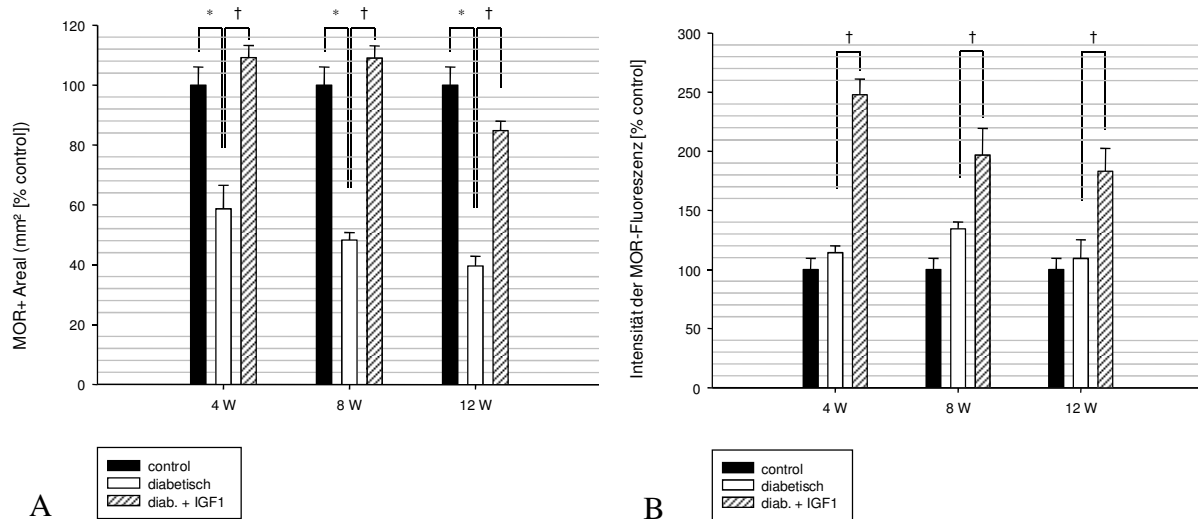 * † * † * †
120
100
80
60
40
20
0
MOR+ Areal (mm² [% control])
4 W 8 W 12 W
control
diabetisch
diab. + IGF1
A
† † †
300
250
200
150
100
50
0
Intensität der MOR-Fluoreszenz [% control]
4 W 8 W 12 W
control
diabetisch
diab. + IGF1
B